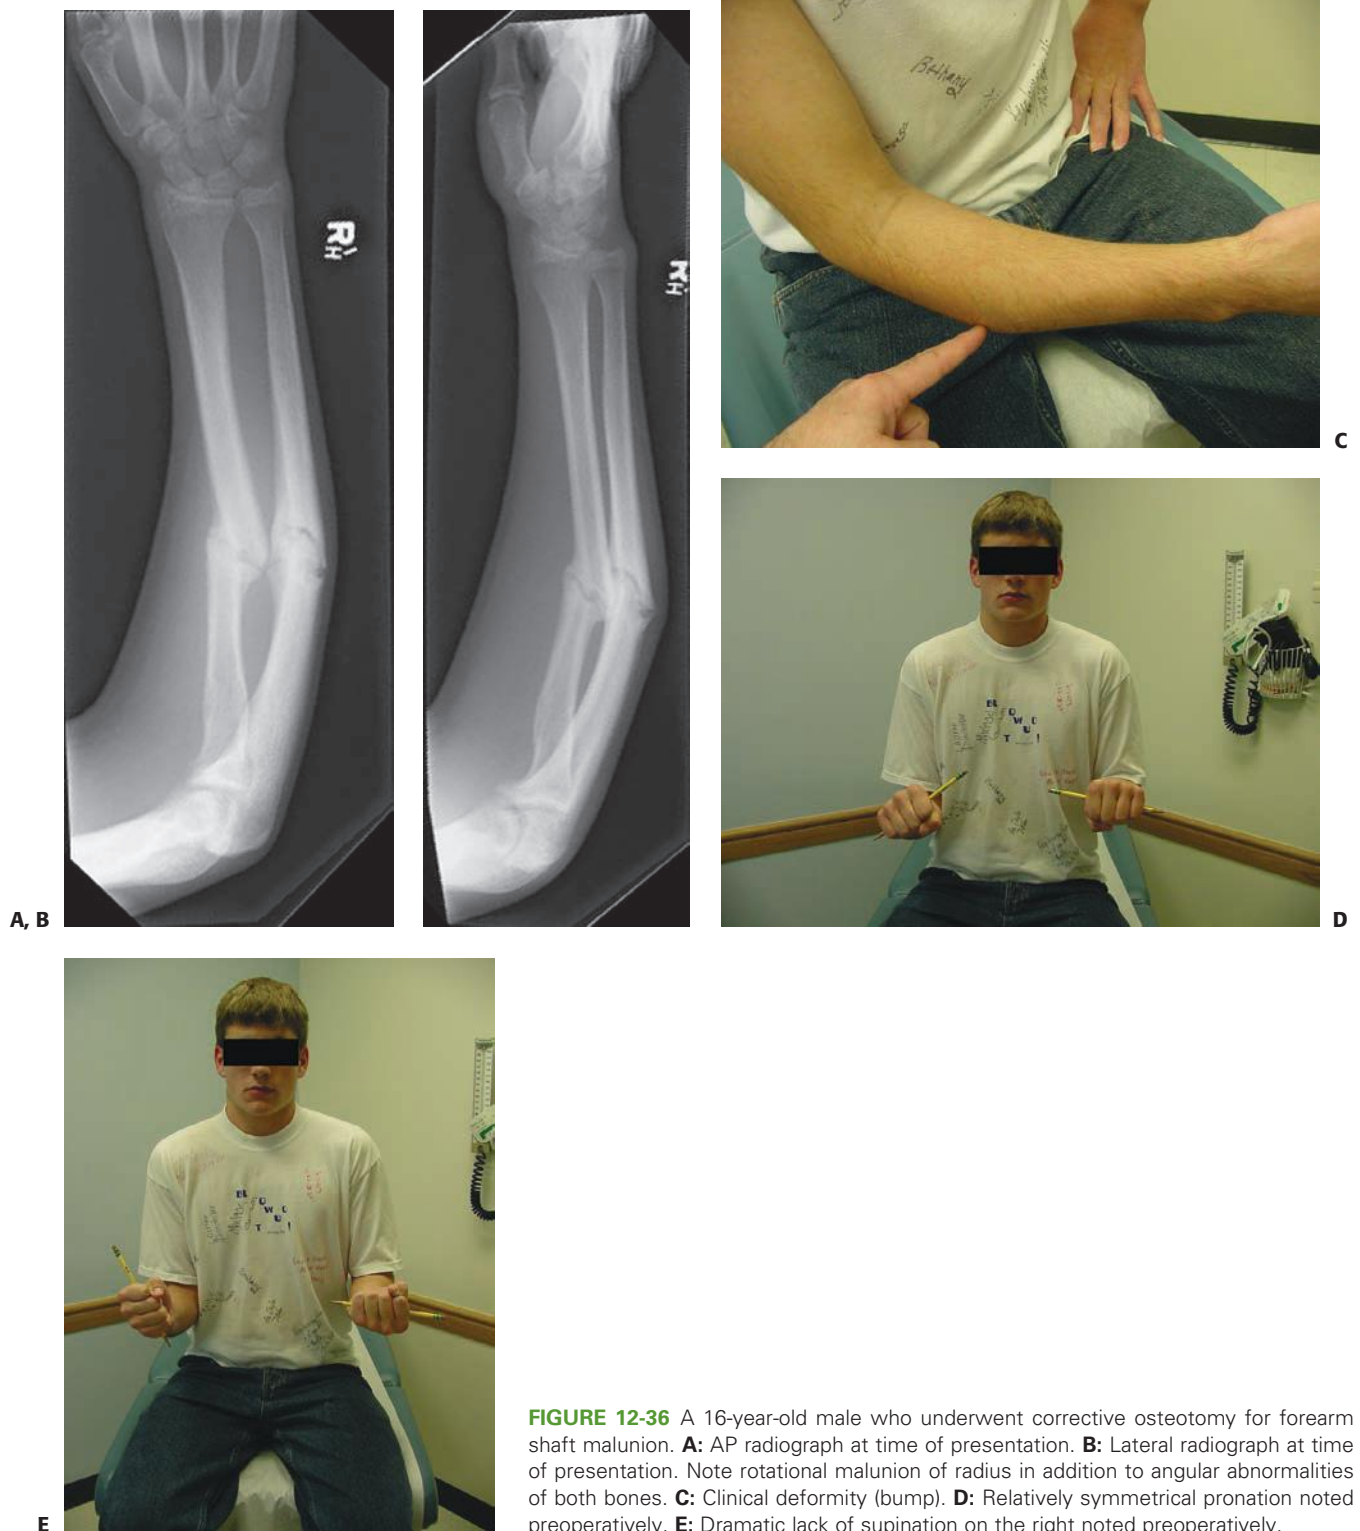 R
H
R
H
Bethany
C
BL
O
W
O
U
T
!
A, B
D
BL
O
W
O
U
T
!
E
FIGURE 12-36 A 16-year-old male who underwent corrective osteotomy for forearm
shaft malunion. A: AP radiograph at time of presentation. B: Lateral radiograph at time
of presentation. Note rotational malunion of radius in addition to angular abnormalities
of both bones. C: Clinical deformity (bump). D: Relatively symmetrical pronation noted
preoperatively. E: Dramatic lack of supination on the right noted preoperatively.